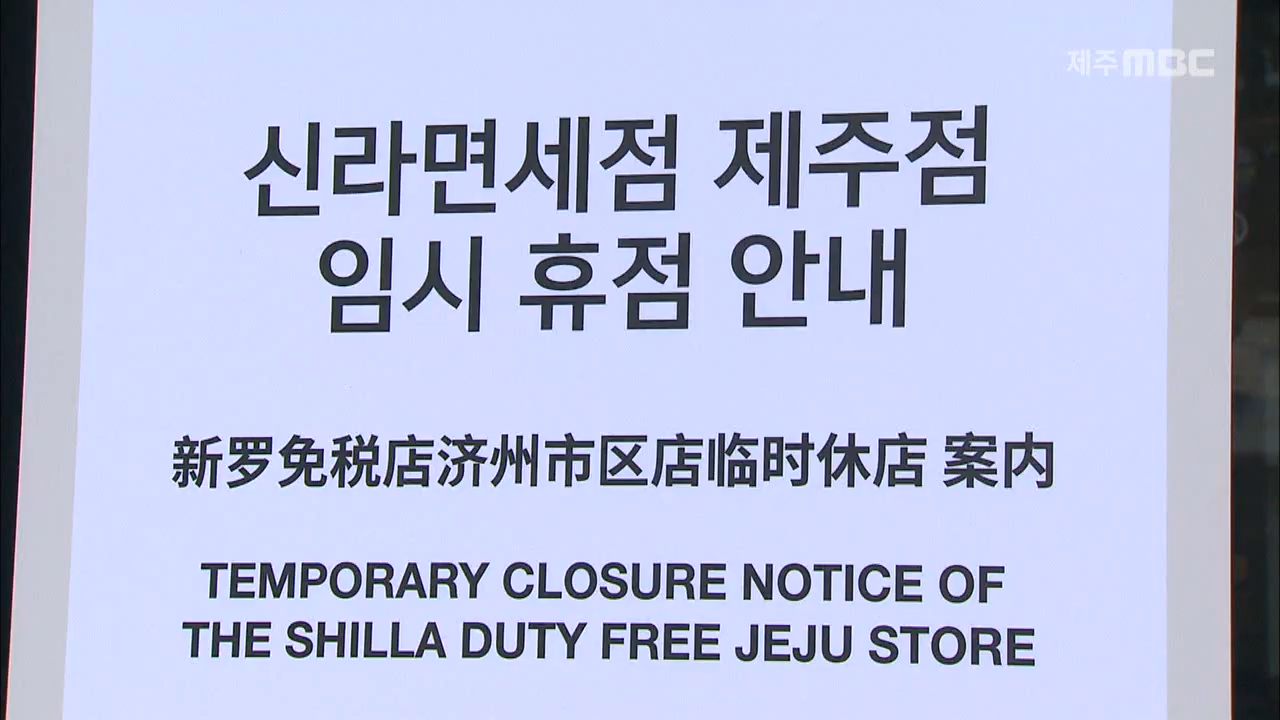 제주MBC
신라면세점 제주점
임시 휴점 안내
新罗免税店济州市区店临时休店 案内
TEMPORARY CLOSURE NOTICE OF
THE SHILLA DUTY FREE JEJU STORE